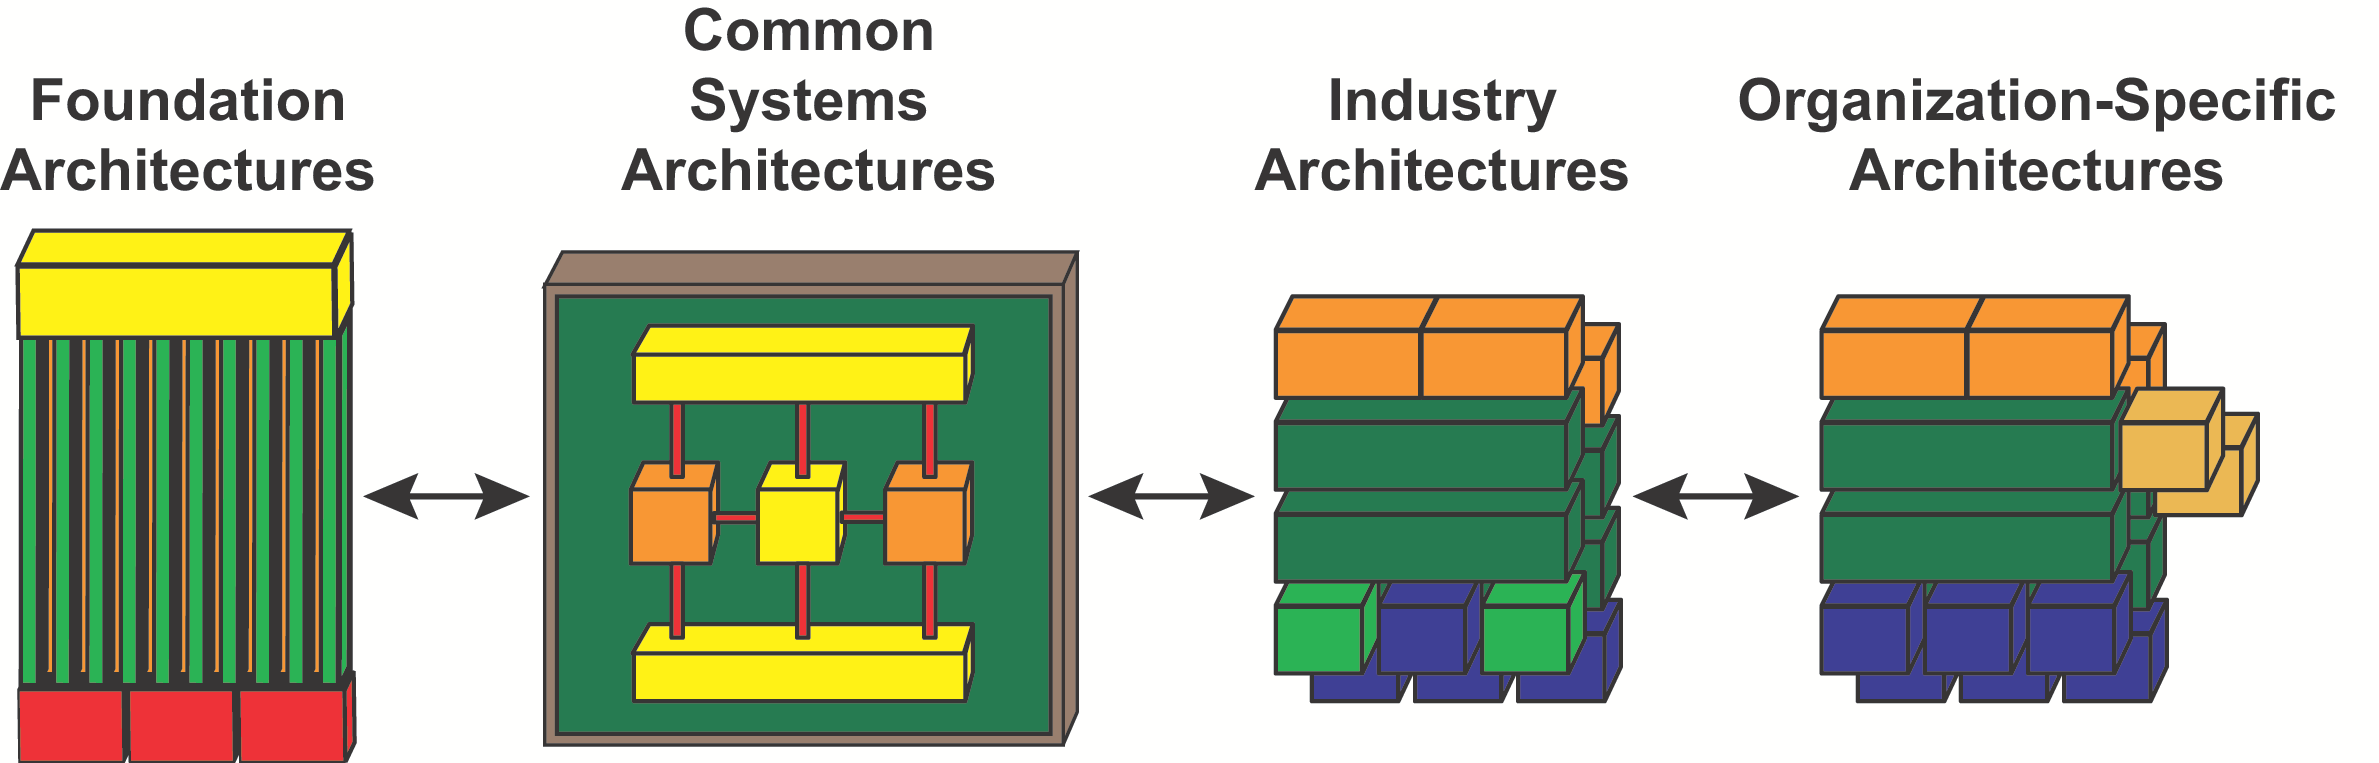 Foundation
Architectures
Common
Systems
Architectures
Industry
Architectures
Organization-Specific
Architectures